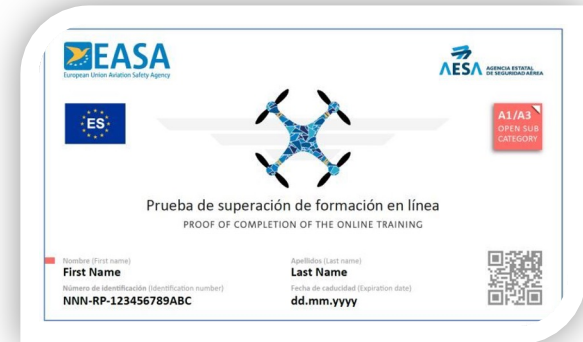 EASA
European Union Aviation Safety Agency
AESA AGENCIA ESTATAL
DE SEGURIDAD AÉREA
ES
A1/A3
OPEN SUB
CATEGORY
Prueba de superación de formación en línea
PROOF OF COMPLETION OF THE ONLINE TRAINING
Nombre (First name)
First Name
Apellidos (Last name)
Last Name
Número de identificación (Identification number)
NNN-RP-123456789ABC
Fecha de caducidad (Expiration date)
dd.mm.yyyy